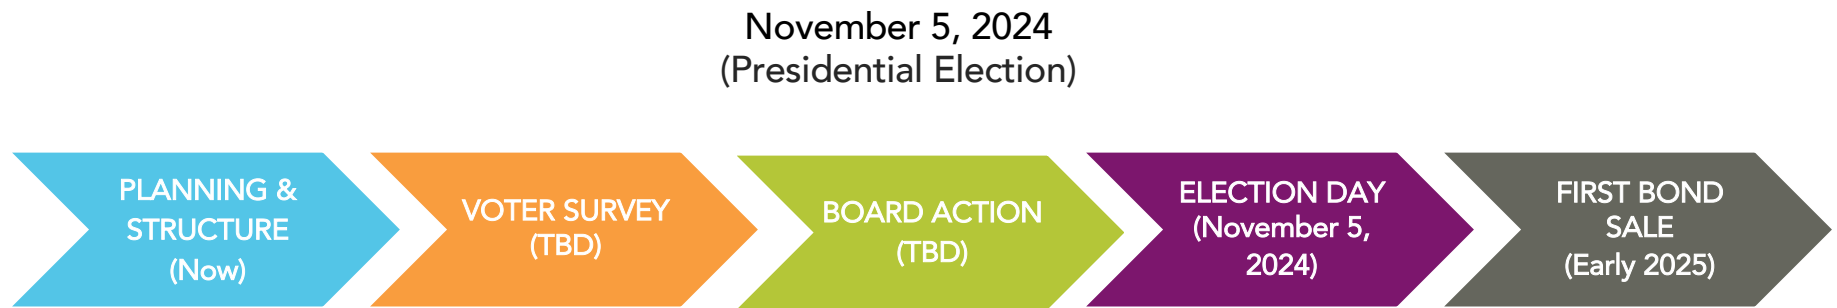 November 5, 2024
(Presidential Election)
PLANNING &
STRUCTURE
(Now)
VOTER SURVEY
(TBD)
BOARD ACTION
(TBD)
ELECTION DAY
(November 5,
2024)
FIRST BOND
SALE
(Early 2025)